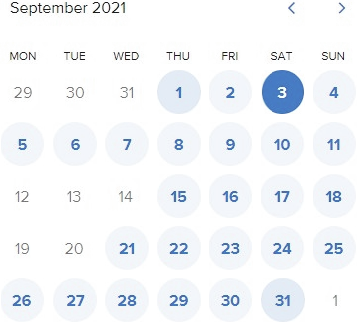 September 2021 < >
MON TUE WED THU FRI SAT SUN
29 30 31 1 2 3 4
5 6 7 8 9 10 11
12 13 14 15 16 17 18
19 20 21 22 23 24 25
26 27 28 29 30 31 1